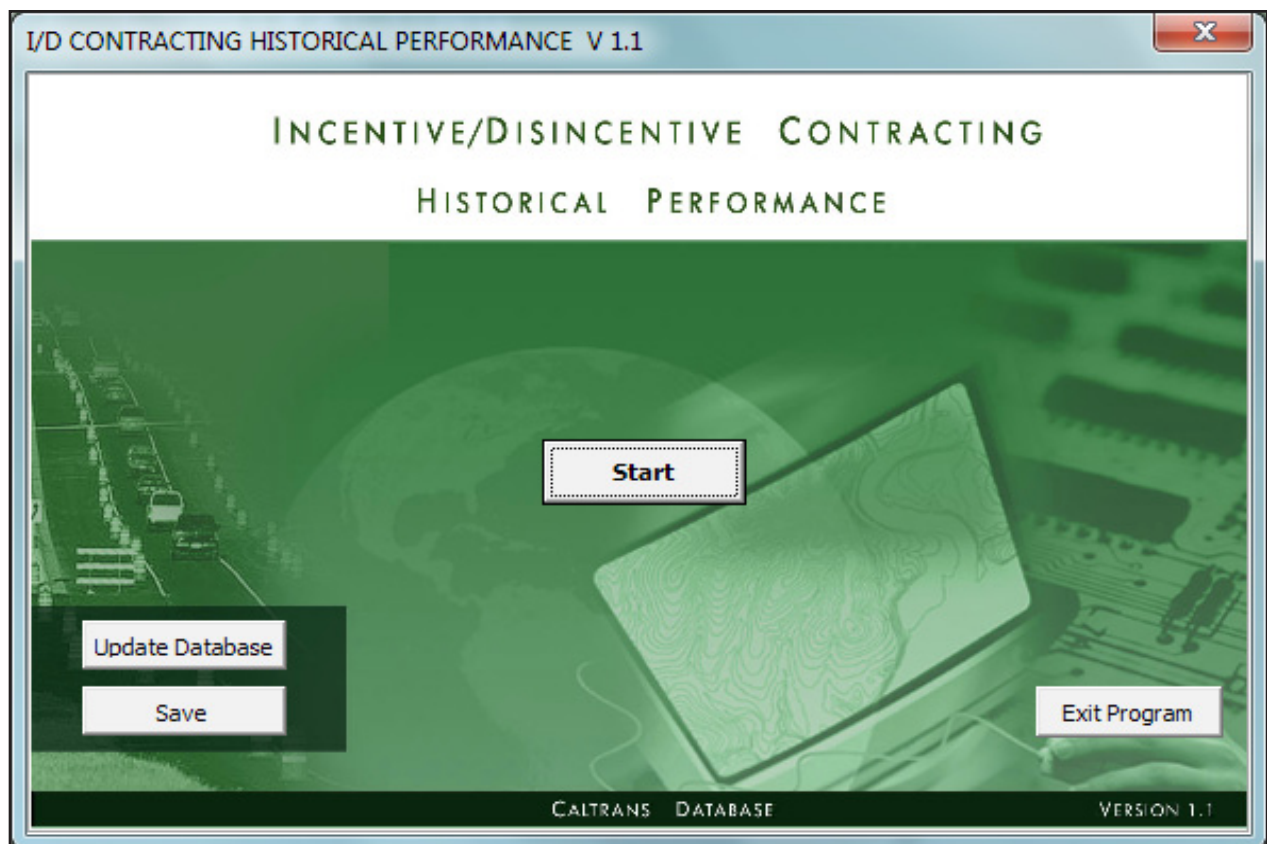 I/D CONTRACTING HISTORICAL PERFORMANCE V 1.1
INCENTIVE/DISINCENTIVE CONTRACTING
HISTORICAL PERFORMANCE
Start
Update Database
Save
Exit Program
CALTRANS DATABASE
VERSION 1.1